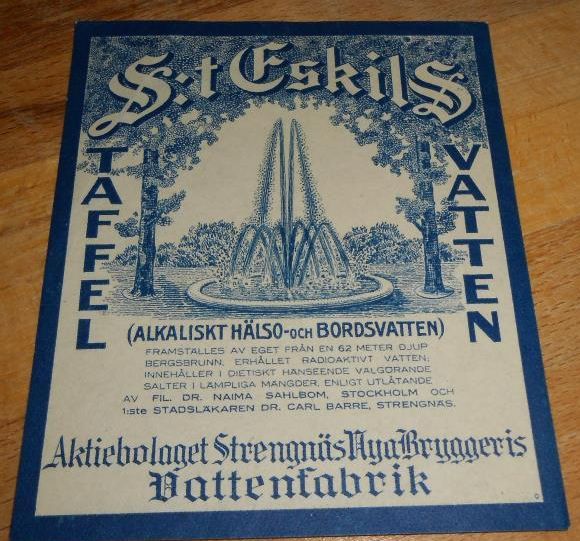 S:t Eskils
TAFFEL
VATTEN
(ALKALISKT HÄLSO- och BORDSVATTEN)
FRAMSTÄLLES AV EGET FRÅN EN 62 METER DJUP
BERGSBRUNN, ERHÅLLET RADIOAKTIVT VATTEN;
INNEHÅLLER I DIETISKT HÄNSEENDE VÄLGÖRANDE
SALTER I LÄMPLIGA MÄNGDER, ENLIGT UTLÅTANDE
AV FIL. DR. NAIMA SAHLBOM, STOCKHOLM OCH
1:ste STADSLÄKAREN DR. CARL BARRE, STRENGNÄS.
Aktiebolaget Strengnäs Nya Bryggeris
Vattenfabrik